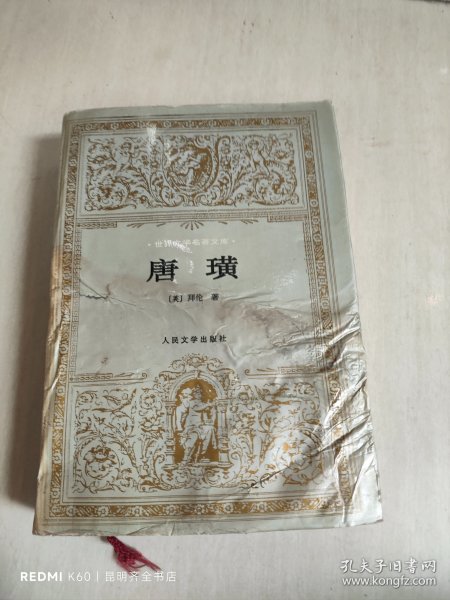 ·世界文学名著文库·
唐璜
〔英〕拜伦 著
人民文学出版社
REDMI K60 | 昆明齐全书店
孔夫子旧书网
www.kongfz.com